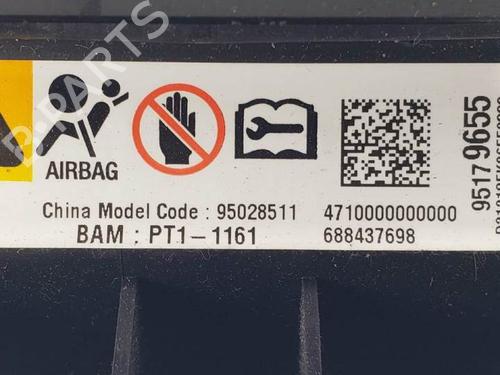 AIRBAG
China Model Code : 95028511
BAM : PT1-1161
4710000000000
688437698
95179655